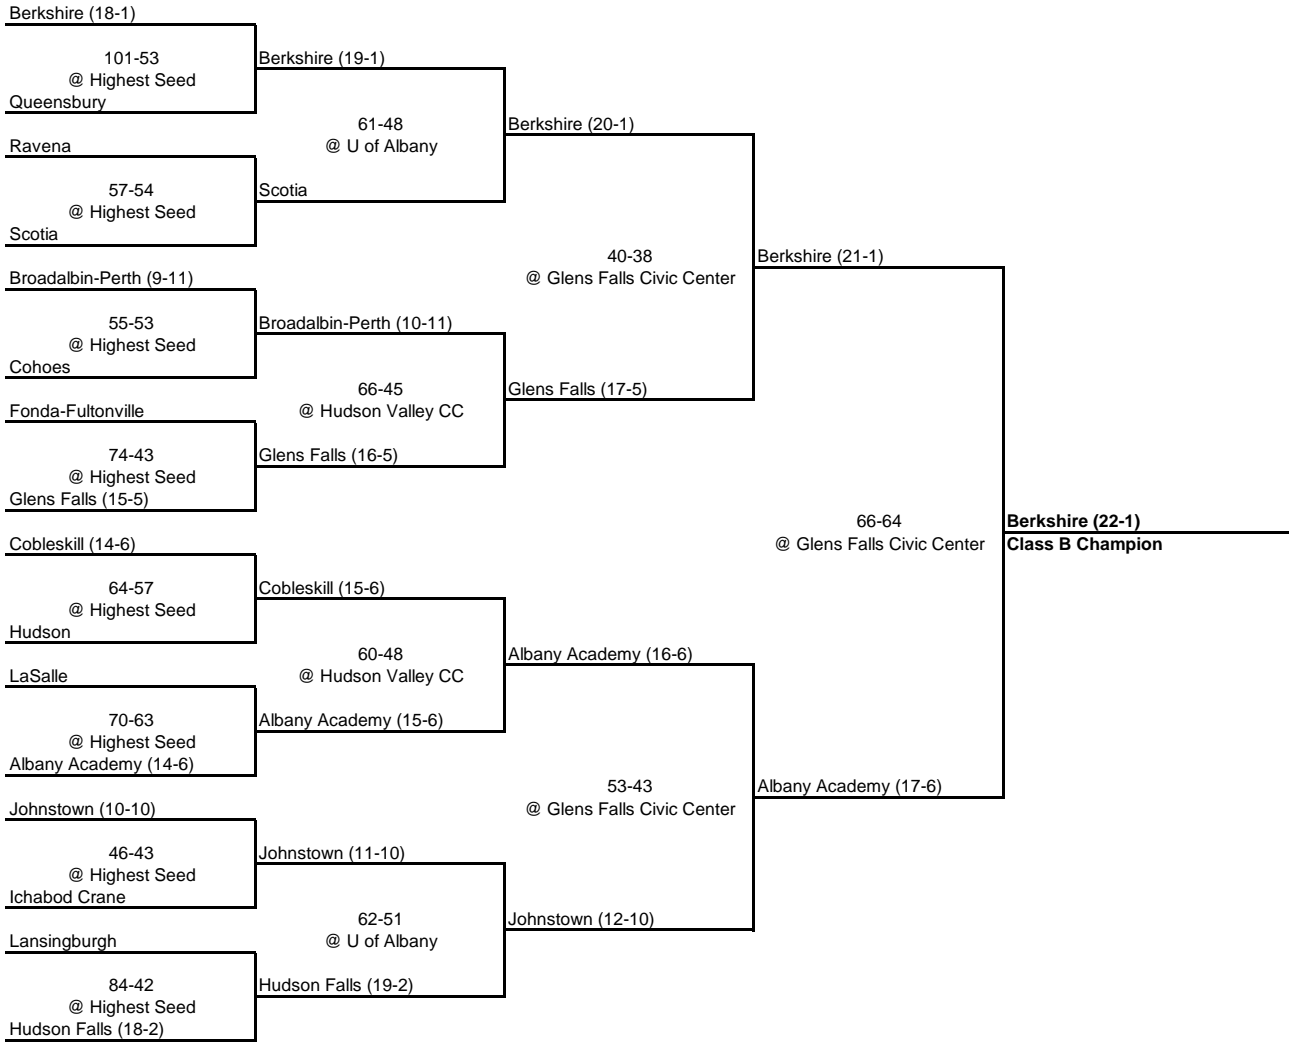 Berkshire (18-1)
101-53
@ Highest Seed
Queensbury
Berkshire (19-1)
Ravena
57-54
@ Highest Seed
Scotia
61-48
@ U of Albany
Scotia
Berkshire (20-1)
Broadalbin-Perth (9-11)
55-53
@ Highest Seed
Cohoes
Broadalbin-Perth (10-11)
Fonda-Fultonville
74-43
@ Highest Seed
Glens Falls (15-5)
66-45
@ Hudson Valley CC
Glens Falls (16-5)
Glens Falls (17-5)
40-38
@ Glens Falls Civic Center
Berkshire (21-1)
Cobleskill (14-6)
64-57
@ Highest Seed
Hudson
Cobleskill (15-6)
LaSalle
70-63
@ Highest Seed
Albany Academy (14-6)
60-48
@ Hudson Valley CC
Albany Academy (15-6)
Albany Academy (16-6)
Johnstown (10-10)
46-43
@ Highest Seed
Ichabod Crane
Johnstown (11-10)
Lansingburgh
84-42
@ Highest Seed
Hudson Falls (18-2)
62-51
@ U of Albany
Hudson Falls (19-2)
Johnstown (12-10)
53-43
@ Glens Falls Civic Center
Albany Academy (17-6)
66-64
@ Glens Falls Civic Center
Berkshire (22-1)
Class B Champion